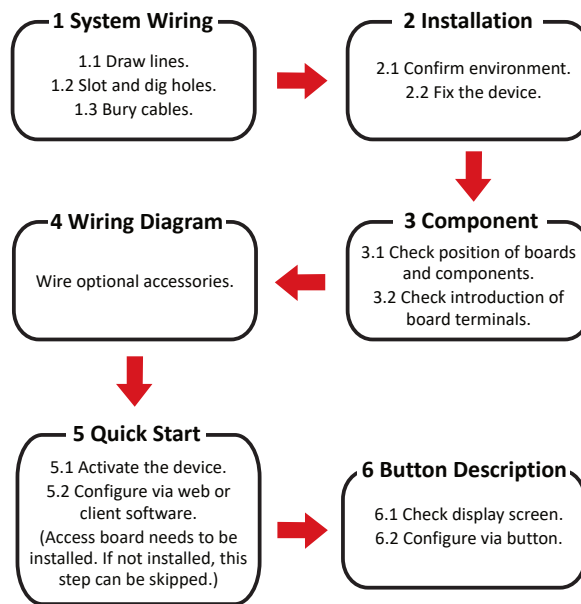 1 System Wiring
1.1 Draw lines.
1.2 Slot and dig holes.
1.3 Bury cables.
2 Installation
2.1 Confirm environment.
2.2 Fix the device.
3 Component
3.1 Check position of boards
and components.
3.2 Check introduction of
board terminals.
4 Wiring Diagram
Wire optional accessories.
5 Quick Start
5.1 Activate the device.
5.2 Configure via web or
client software.
(Access board needs to be
installed. If not installed, this
step can be skipped.)
6 Button Description
6.1 Check display screen.
6.2 Configure via button.